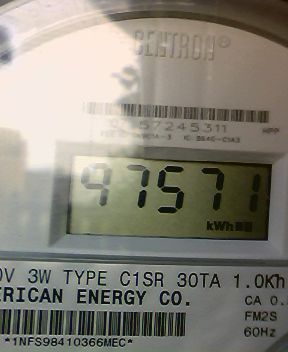 CENTRON®
57245311 HPP
97571
kWh
0V 3W TYPE C1SR 30TA 1.0Kh
ERICAN ENERGY CO. CA 0.
FM2S
60Hz
*1NFS98410366MEC*